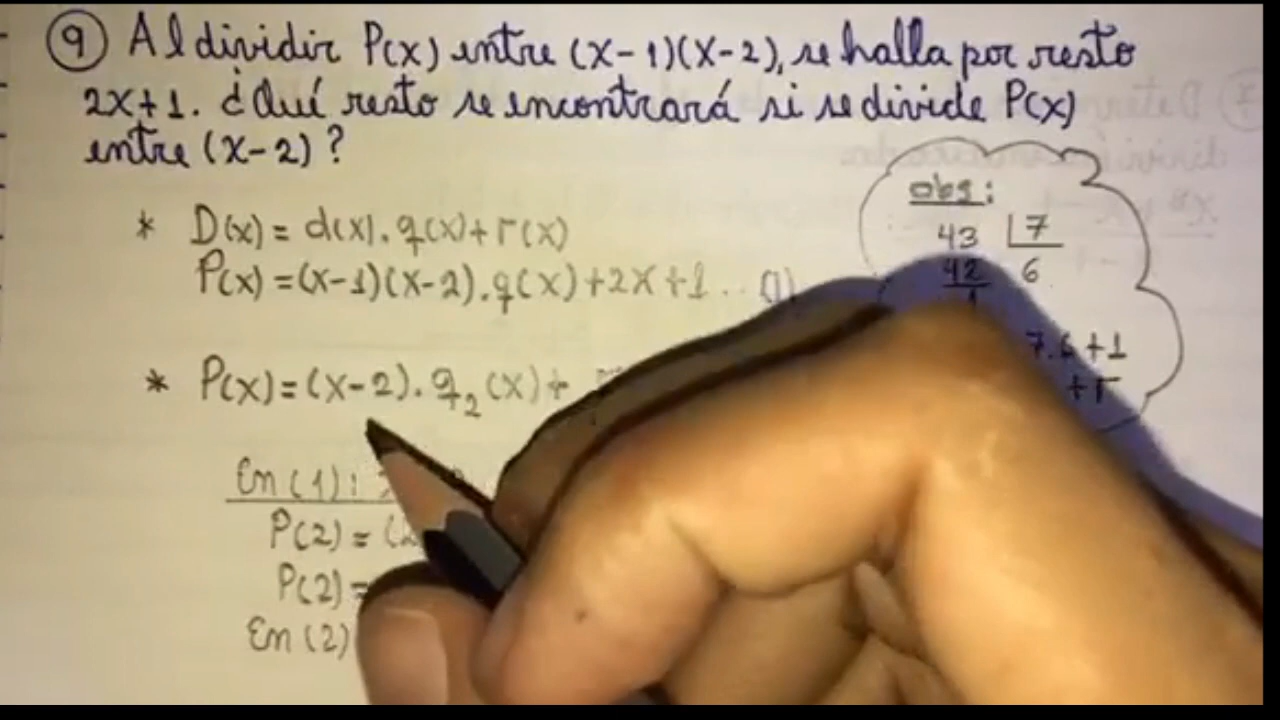 9 Al dividir P(x) entre (x-1)(x-2), se halla por resto
2x+1. ¿Qué resto se encontrará si se divide P(x)
entre (x-2)?
* D(x) = d(x).q(x)+r(x)
P(x) = (x-1)(x-2).q(x)+2x+1...(1)
* P(x) = (x-2).q₂(x)+
En (1):
P(2) = (2
P(2) =
En (2)
obs:
43 7
42 6
1
7.6+1
+r